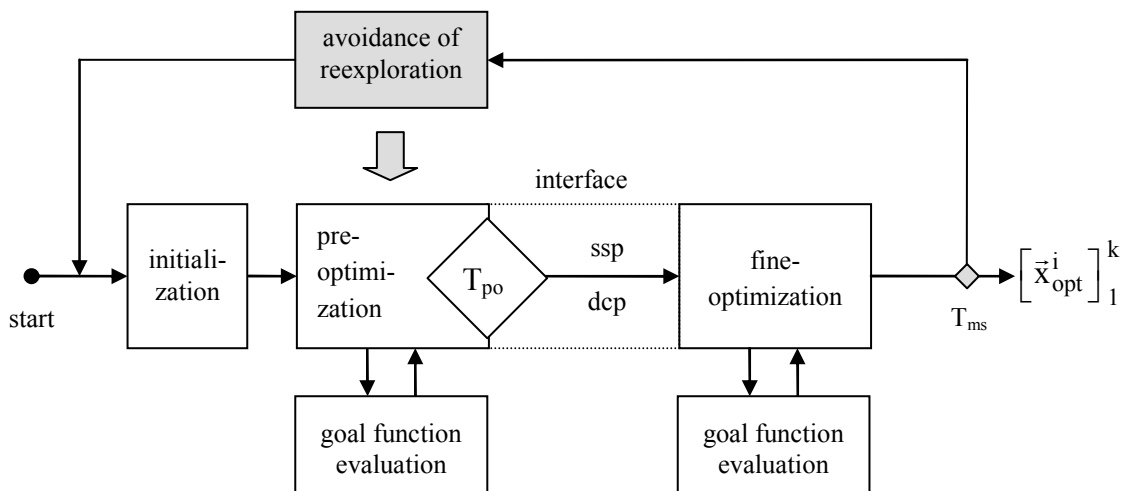 avoidance of
reexploration
interface
start
initiali-
zation
pre-
optimi-
zation
T_po
ssp
dcp
fine-
optimization
T_ms
[x⃗^i_opt]^k_1
goal function
evaluation
goal function
evaluation